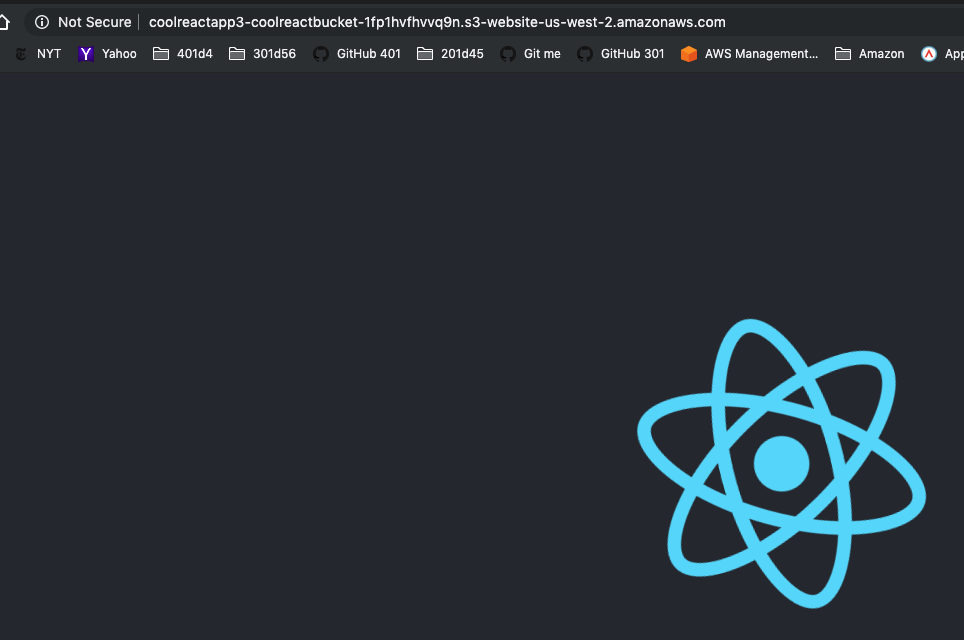 Not Secure coolreactapp3-coolreactbucket-1fp1hvfhvvq9n.s3-website-us-west-2.amazonaws.com
NYT Y Yahoo 401d4 301d56 GitHub 401 201d45 Git me GitHub 301 AWS Management... Amazon App